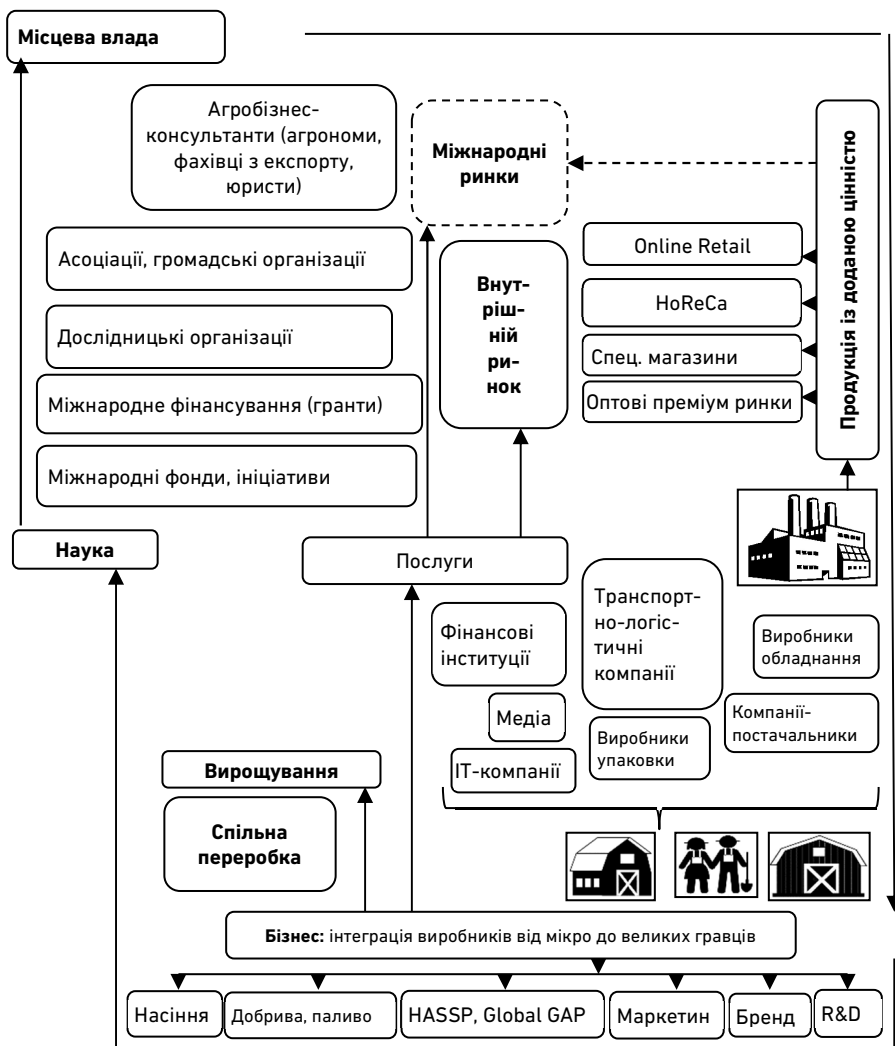 Місцева влада
Агробізнес-
консультанти (агрономи,
фахівці з експорту,
юристи)
Міжнародні
ринки
Продукція із доданою цінністю
Асоціації, громадські організації
Дослідницькі організації
Міжнародне фінансування (гранти)
Міжнародні фонди, ініціативи
Внут-
ріш-
ній
ри-
нок
Online Retail
HoReCa
Спец. магазини
Оптові преміум ринки
Наука
Послуги
Фінансові
інституції
Транспорт-
но-логіс-
тичні
компанії
Виробники
обладнання
Медіа
Виробники
упаковки
Компанії-
постачальники
ІТ-компанії
Вирощування
Спільна
переробка
Бізнес: інтеграція виробників від мікро до великих гравців
Насіння
Добрива, паливо
HASSP, Global GAP
Маркетин
Бренд
R&D